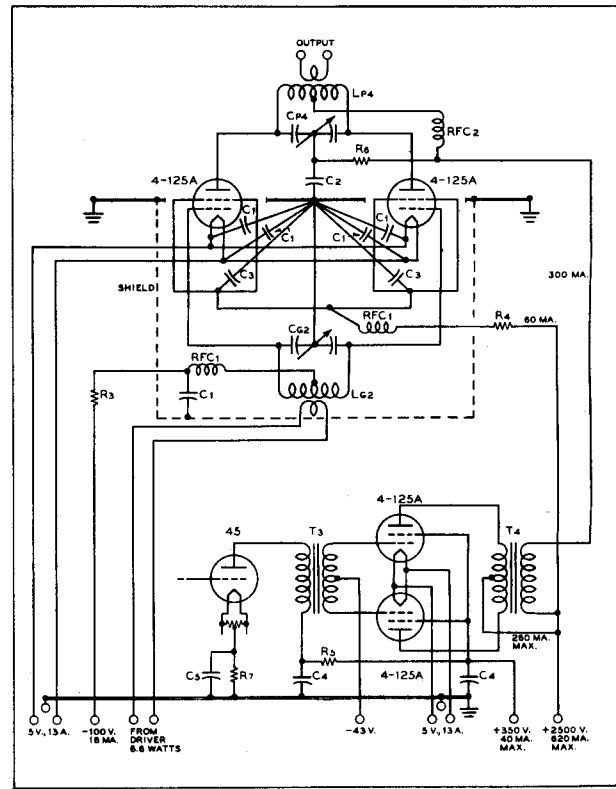 OUTPUT
LP4
CP4
RFC2
R6
4-125A
C2
4-125A
C1
C1
C1
C1
C3
C3
300 MA.
SHIELD
RFC1
R4
60 MA.
CG2
RFC1
R3
C1
LG2
4-125A
45
T3
T4
260 MA.
MAX.
R5
4-125A
C5
R7
C4
C4
5 V., 13 A.
-100 V.
18 MA.
FROM
DRIVER
6.6 WATTS
-43 V.
5 V., 13 A.
+350 V.
40 MA.
MAX.
+2500 V.
620 MA.
MAX.